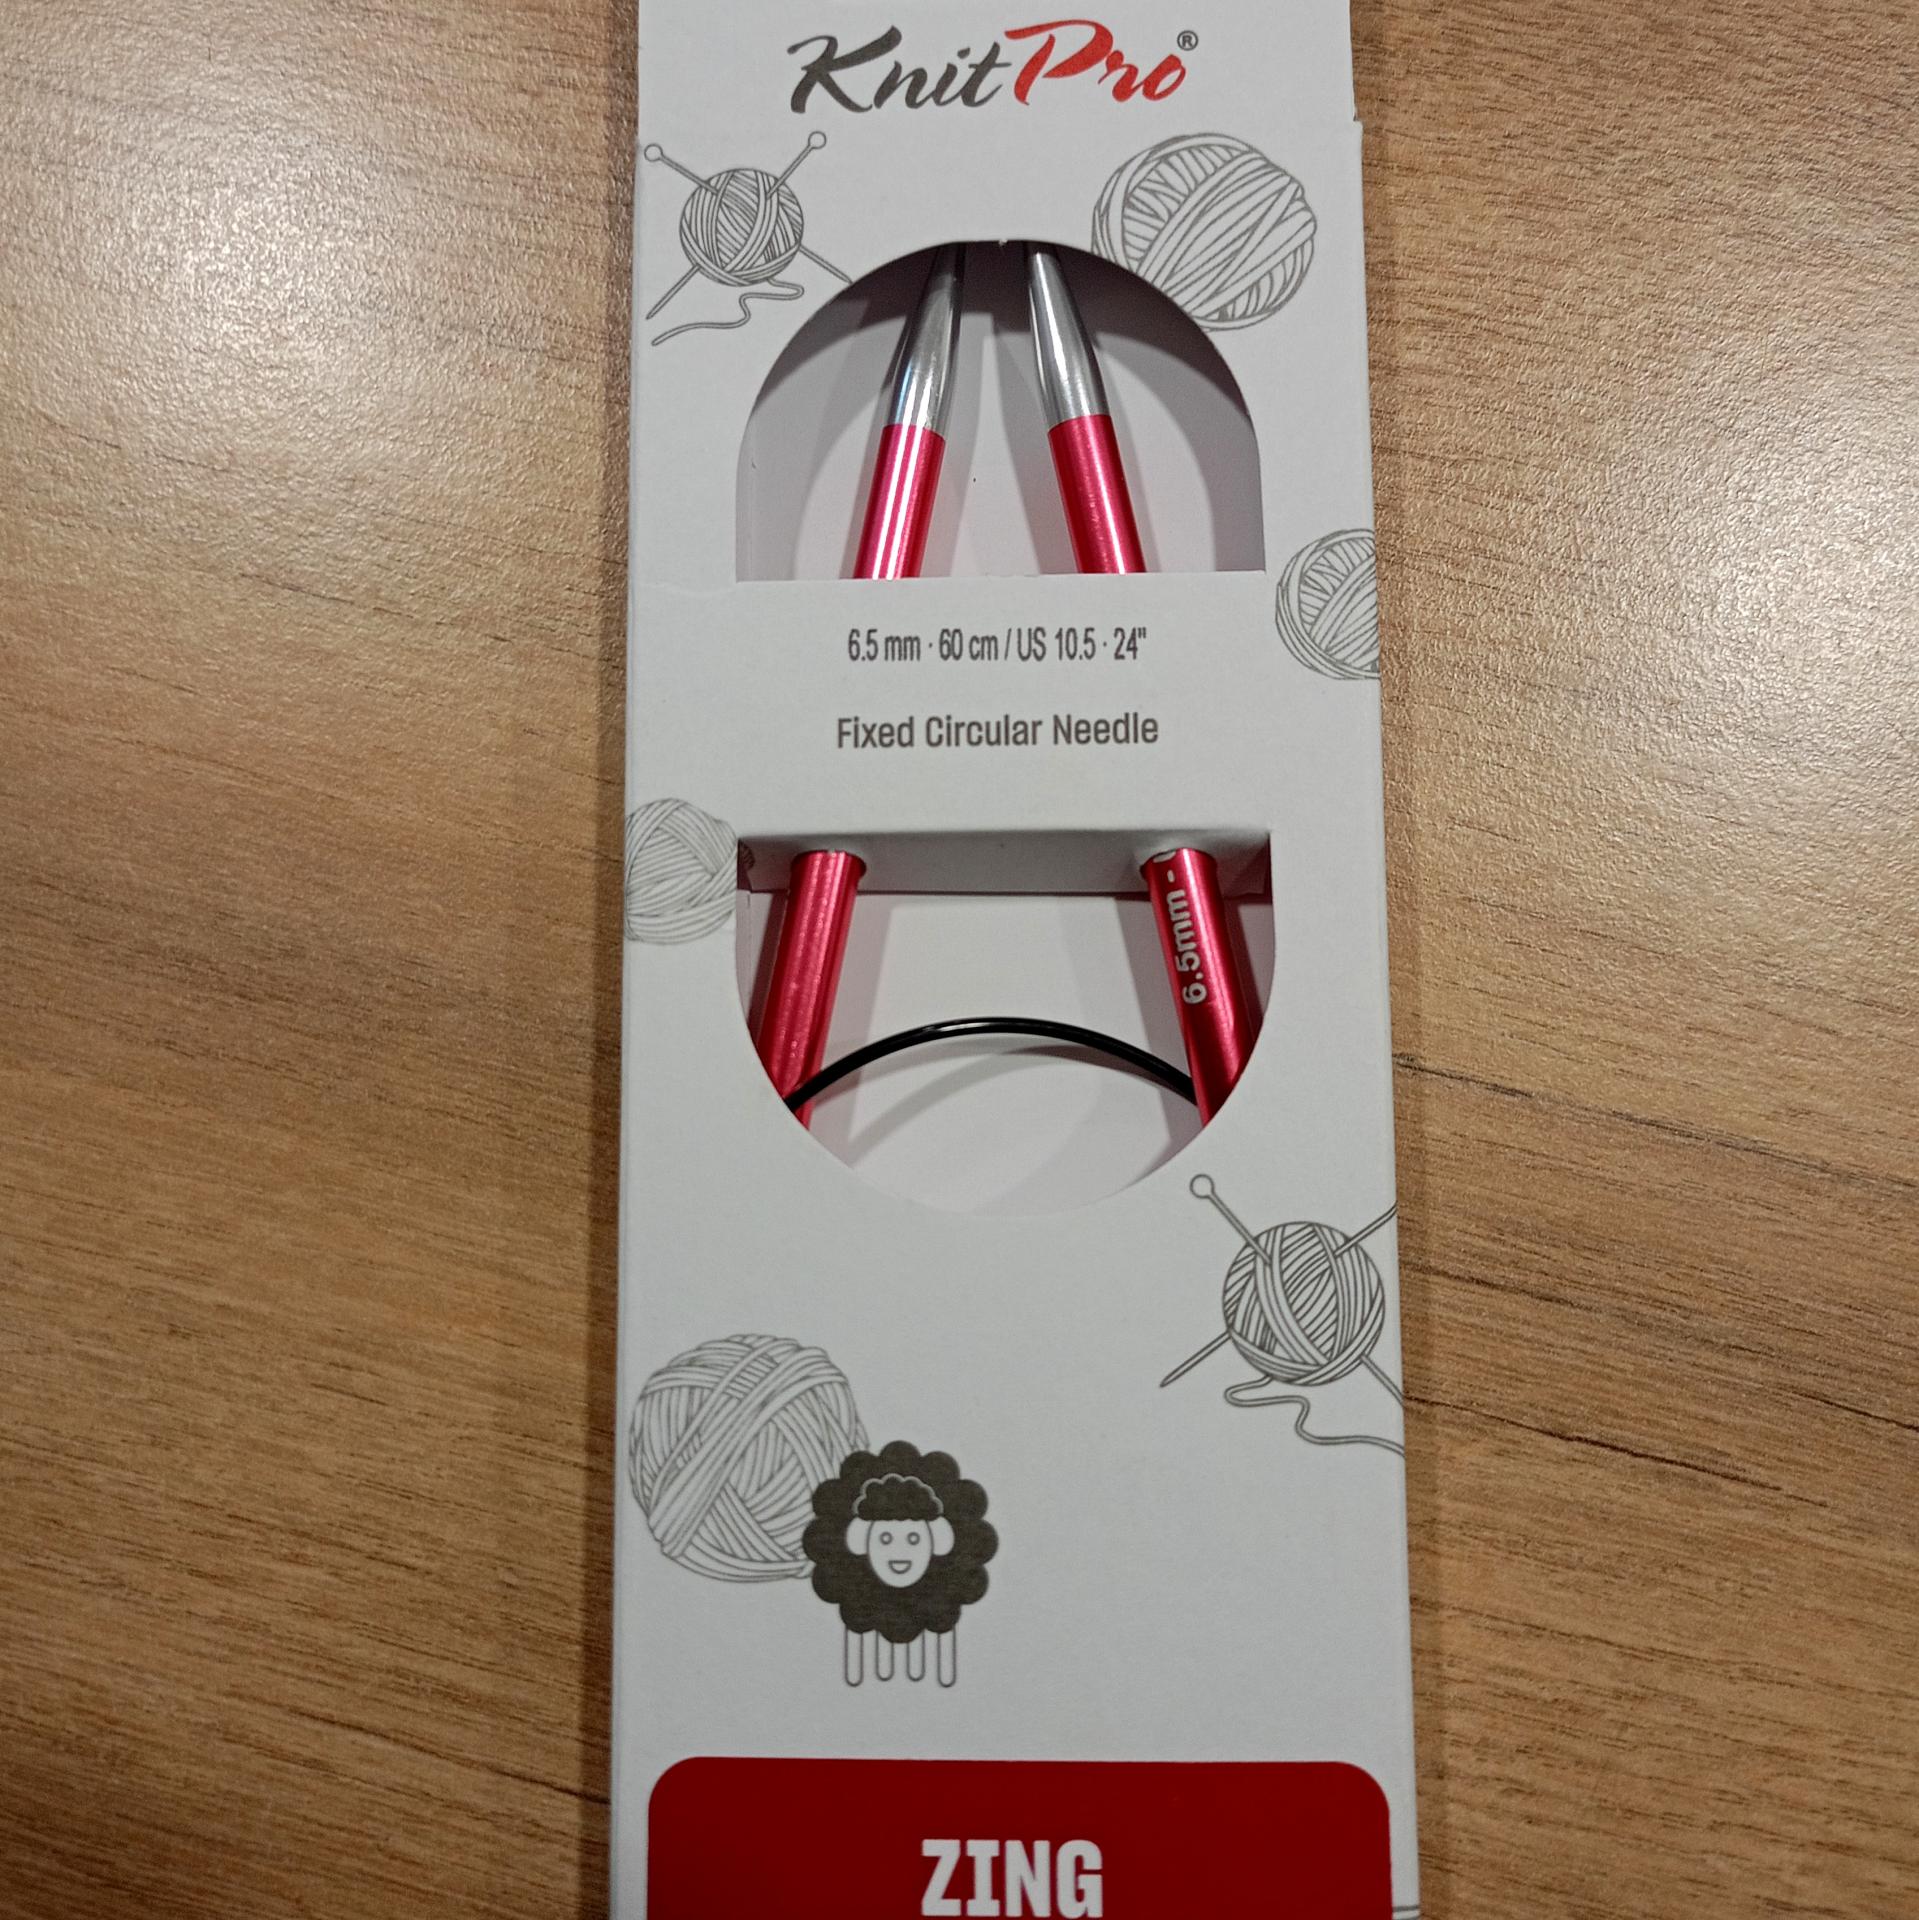 KnitPro®
6.5 mm · 60 cm / US 10.5 · 24"
Fixed Circular Needle
6.5mm -
ZING